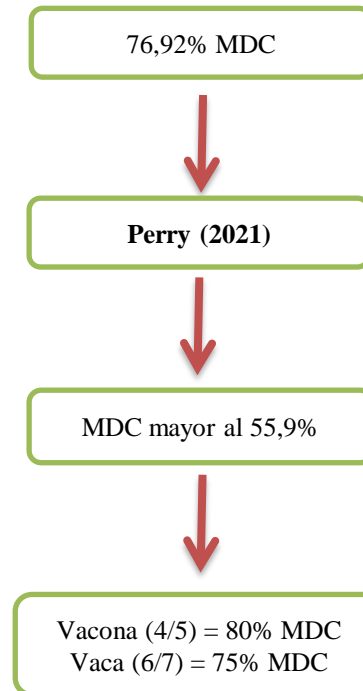 76,92% MDC
Perry (2021)
MDC mayor al 55,9%
Vacona (4/5) = 80% MDC
Vaca (6/7) = 75% MDC